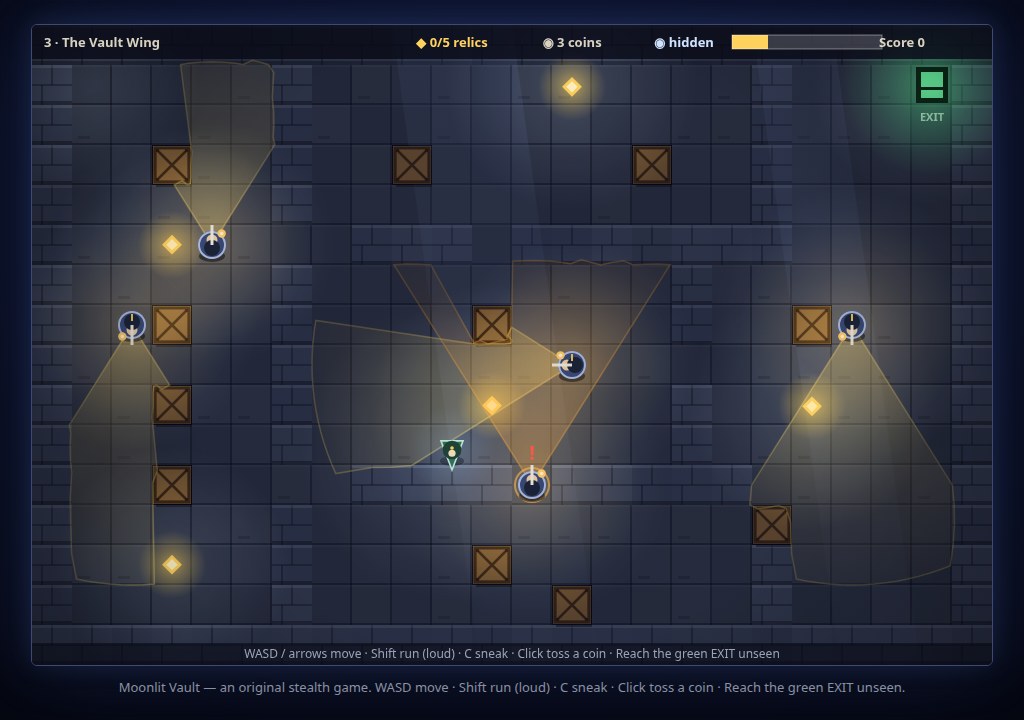 3 · The Vault Wing
◆ 0/5 relics
◉ 3 coins
◉ hidden
Score 0
EXIT
!
WASD / arrows move · Shift run (loud) · C sneak · Click toss a coin · Reach the green EXIT unseen
Moonlit Vault — an original stealth game. WASD move · Shift run (loud) · C sneak · Click toss a coin · Reach the green EXIT unseen.